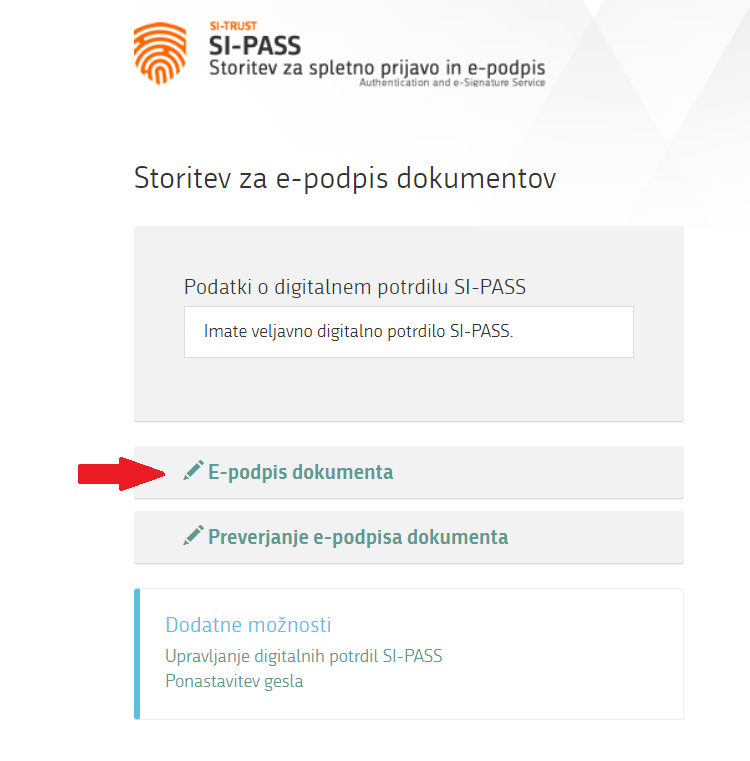 SI-TRUST
SI-PASS
Storitev za spletno prijavo in e-podpis
Authentication and e-Signature Service
Storitev za e-podpis dokumentov
Podatki o digitalnem potrdilu SI-PASS
Imate veljavno digitalno potrdilo SI-PASS.
E-podpis dokumenta
Preverjanje e-podpisa dokumenta
Dodatne možnosti
Upravljanje digitalnih potrdil SI-PASS
Ponastavitev gesla